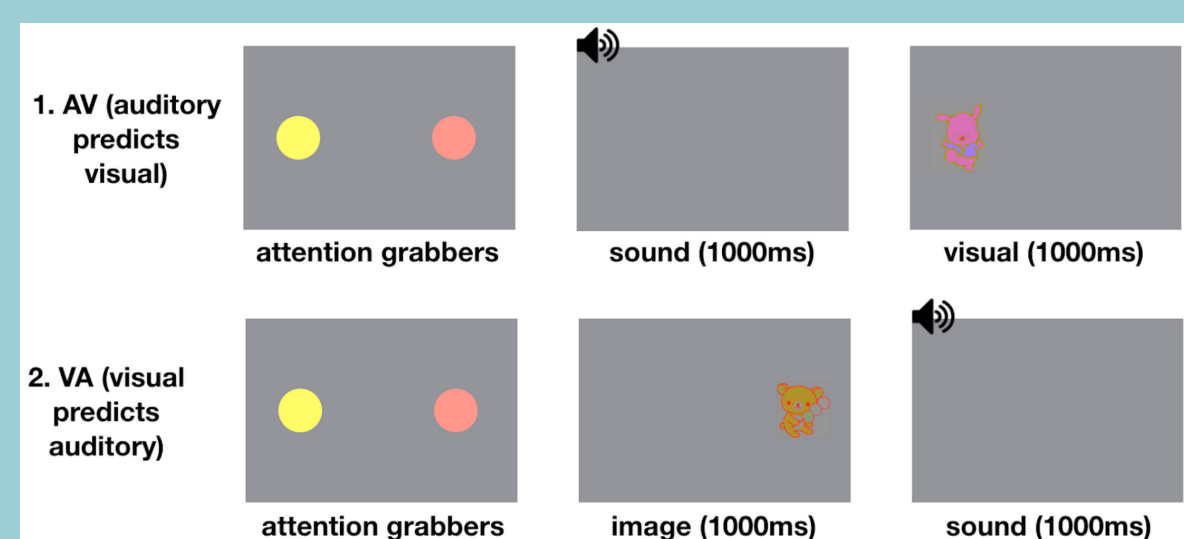 1. AV (auditory
predicts
visual)
attention grabbers
sound (1000ms)
visual (1000ms)
2. VA (visual
predicts
auditory)
attention grabbers
image (1000ms)
sound (1000ms)